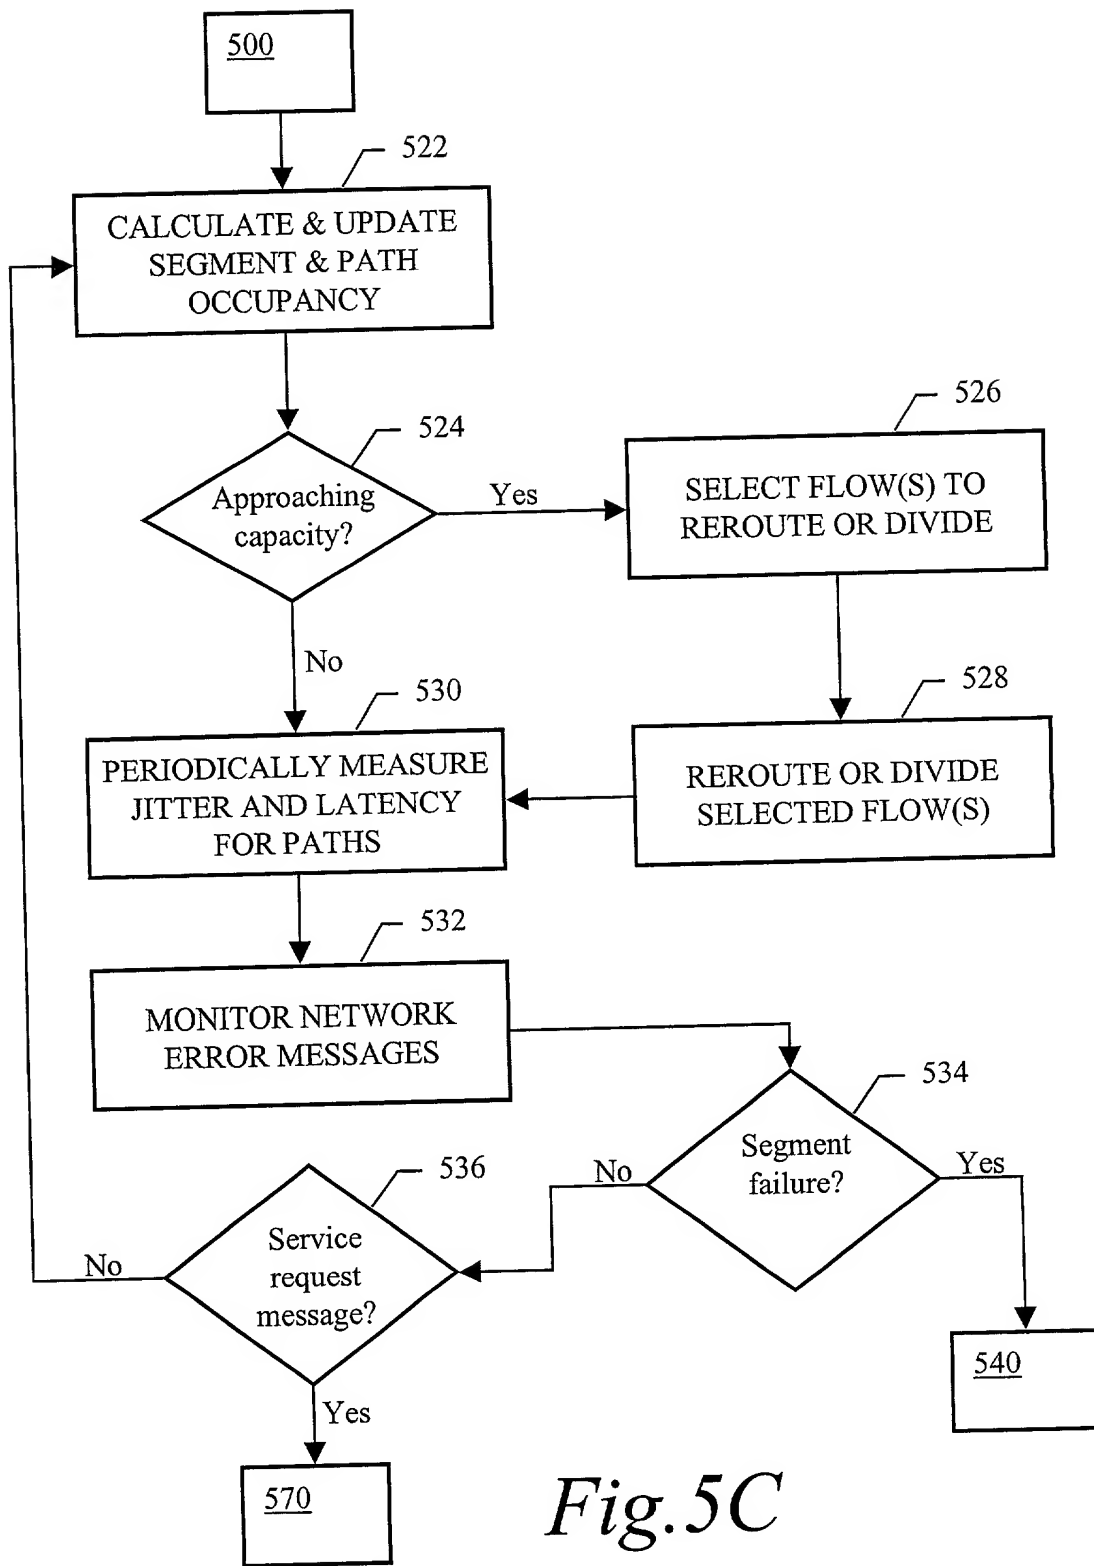 500
522
CALCULATE & UPDATE
SEGMENT & PATH
OCCUPANCY
524
Approaching
capacity?
Yes
526
SELECT FLOW(S) TO
REROUTE OR DIVIDE
No
530
PERIODICALLY MEASURE
JITTER AND LATENCY
FOR PATHS
528
REROUTE OR DIVIDE
SELECTED FLOW(S)
532
MONITOR NETWORK
ERROR MESSAGES
534
Segment
failure?
No
Yes
536
Service
request
message?
No
Yes
540
570
Fig.5C